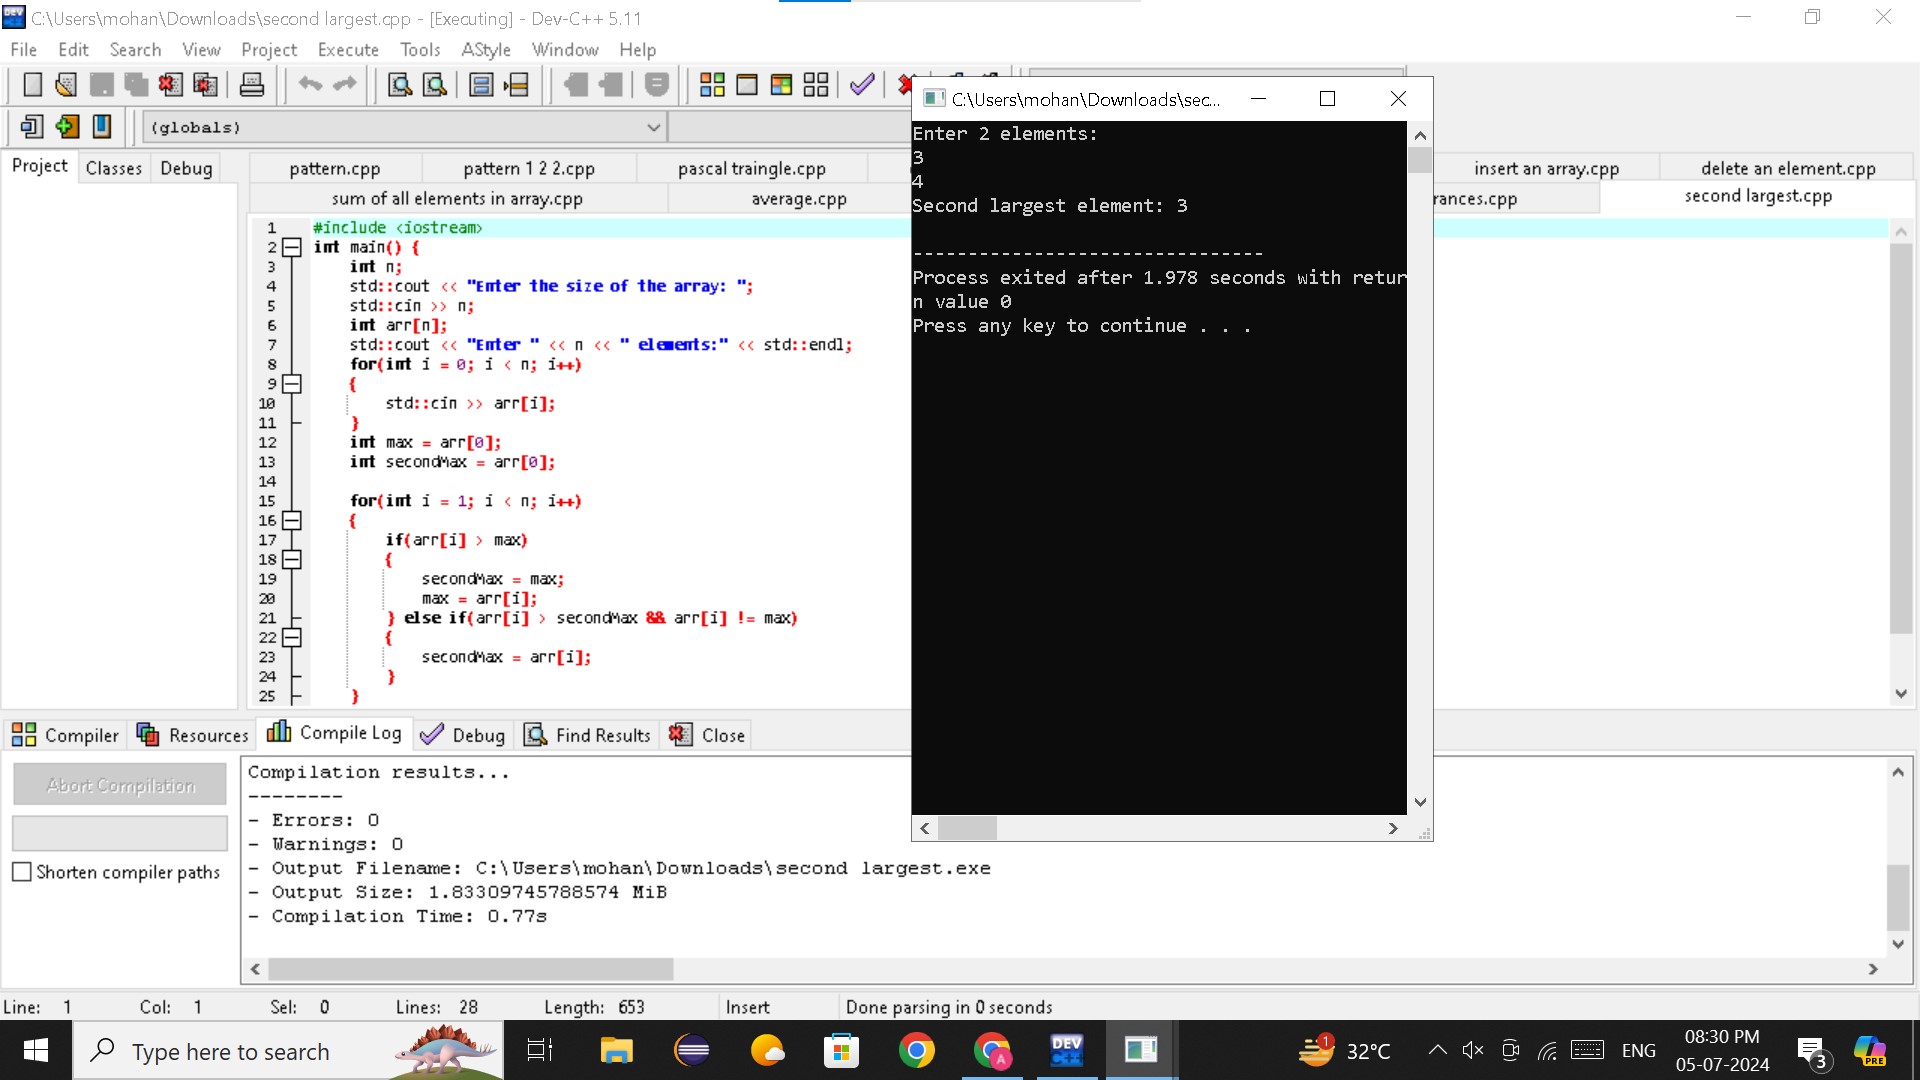 C:\Users\mohan\Downloads\second largest.cpp - [Executing] - Dev-C++ 5.11
File Edit Search View Project Execute Tools AStyle Window Help
(globals)
Project Classes Debug
pattern.cpp pattern 1 2 2.cpp pascal traingle.cpp insert an array.cpp delete an element.cpp
sum of all elements in array.cpp average.cpp rances.cpp second largest.cpp
1 #include <iostream>
2 int main() {
3 int n;
4 std::cout << "Enter the size of the array: ";
5 std::cin >> n;
6 int arr[n];
7 std::cout << "Enter " << n << " elements:" << std::endl;
8 for(int i = 0; i < n; i++)
9 {
10 std::cin >> arr[i];
11 }
12 int max = arr[0];
13 int secondMax = arr[0];
14
15 for(int i = 1; i < n; i++)
16 {
17 if(arr[i] > max)
18 {
19 secondMax = max;
20 max = arr[i];
21 } else if(arr[i] > secondMax && arr[i] != max)
22 {
23 secondMax = arr[i];
24 }
25 }
C:\Users\mohan\Downloads\sec...
Enter 2 elements:
3
4
Second largest element: 3
--------------------------------
Process exited after 1.978 seconds with retur
n value 0
Press any key to continue . . .
Compiler Resources Compile Log Debug Find Results Close
Abort Compilation
Shorten compiler paths
Compilation results...
--------
- Errors: 0
- Warnings: 0
- Output Filename: C:\Users\mohan\Downloads\second largest.exe
- Output Size: 1.83309745788574 MiB
- Compilation Time: 0.77s
Line: 1 Col: 1 Sel: 0 Lines: 28 Length: 653 Insert Done parsing in 0 seconds
Type here to search
DEV C++
A
1
32°C
ENG
08:30 PM
05-07-2024
3
PRE